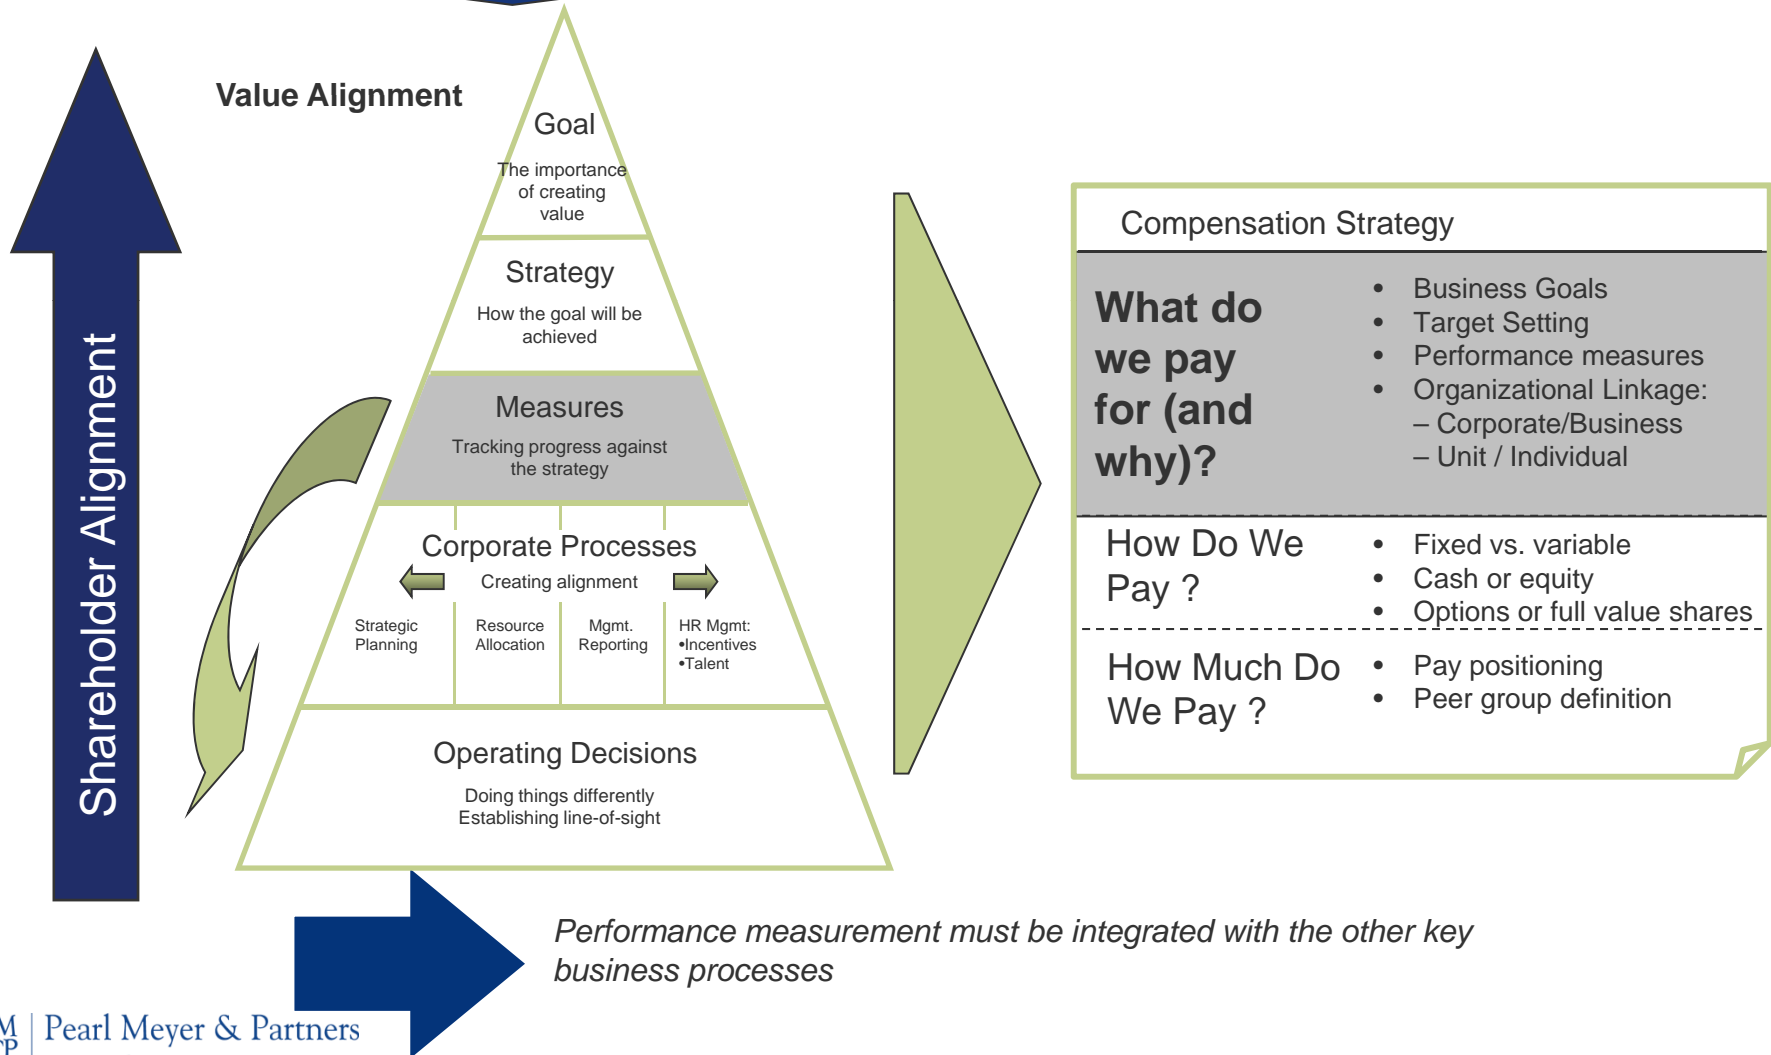 Value Alignment
Shareholder Alignment
Goal
The importance
of creating
value
Strategy
How the goal will be
achieved
Measures
Tracking progress against
the strategy
Corporate Processes
Creating alignment
Strategic
Planning
Resource
Allocation
Mgmt.
Reporting
HR Mgmt:
•Incentives
•Talent
Operating Decisions
Doing things differently
Establishing line-of-sight
Compensation Strategy
What do
we pay
for (and
why)?
• Business Goals
• Target Setting
• Performance measures
• Organizational Linkage:
– Corporate/Business
– Unit / Individual
How Do We
Pay ?
• Fixed vs. variable
• Cash or equity
• Options or full value shares
How Much Do
We Pay ?
• Pay positioning
• Peer group definition
Performance measurement must be integrated with the other key
business processes
Pearl Meyer & Partners